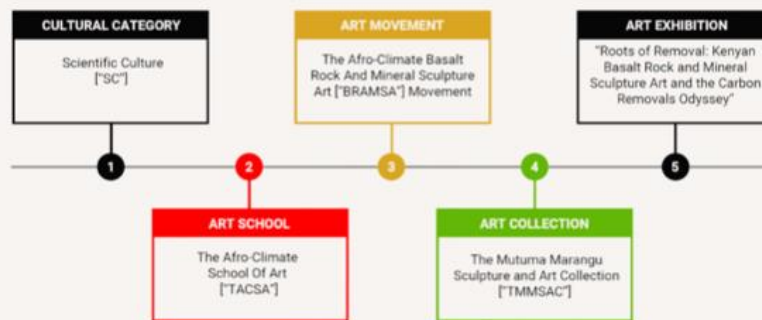 CULTURAL CATEGORY
Scientific Culture
["SC"]
ART MOVEMENT
The Afro-Climate Basalt
Rock And Mineral Sculpture
Art ["BRAMSA"] Movement
ART EXHIBITION
"Roots of Removal: Kenyan
Basalt Rock and Mineral
Sculpture Art and the Carbon
Removals Odyssey"
1
2
3
4
5
ART SCHOOL
The Afro-Climate
School Of Art
["TACSA"]
ART COLLECTION
The Mutuma Marangu
Sculpture and Art Collection
["TMMSAC"]